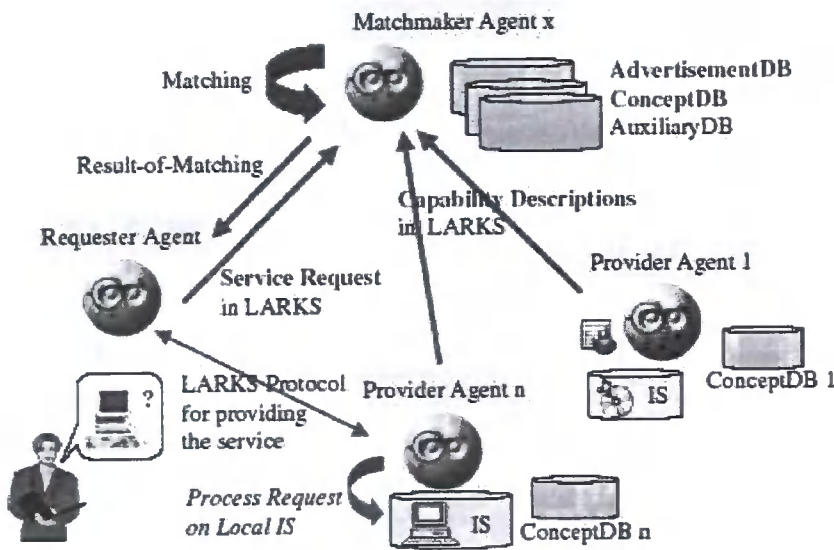 Matchmaker Agent x
Matching
AdvertisementDB
ConceptDB
AuxiliaryDB
Result-of-Matching
Capability Descriptions
in LARKS
Requester Agent
Service Request
in LARKS
Provider Agent 1
IS
ConceptDB 1
LARKS Protocol
for providing
the service
Provider Agent n
?
Process Request
on Local IS
IS
ConceptDB n